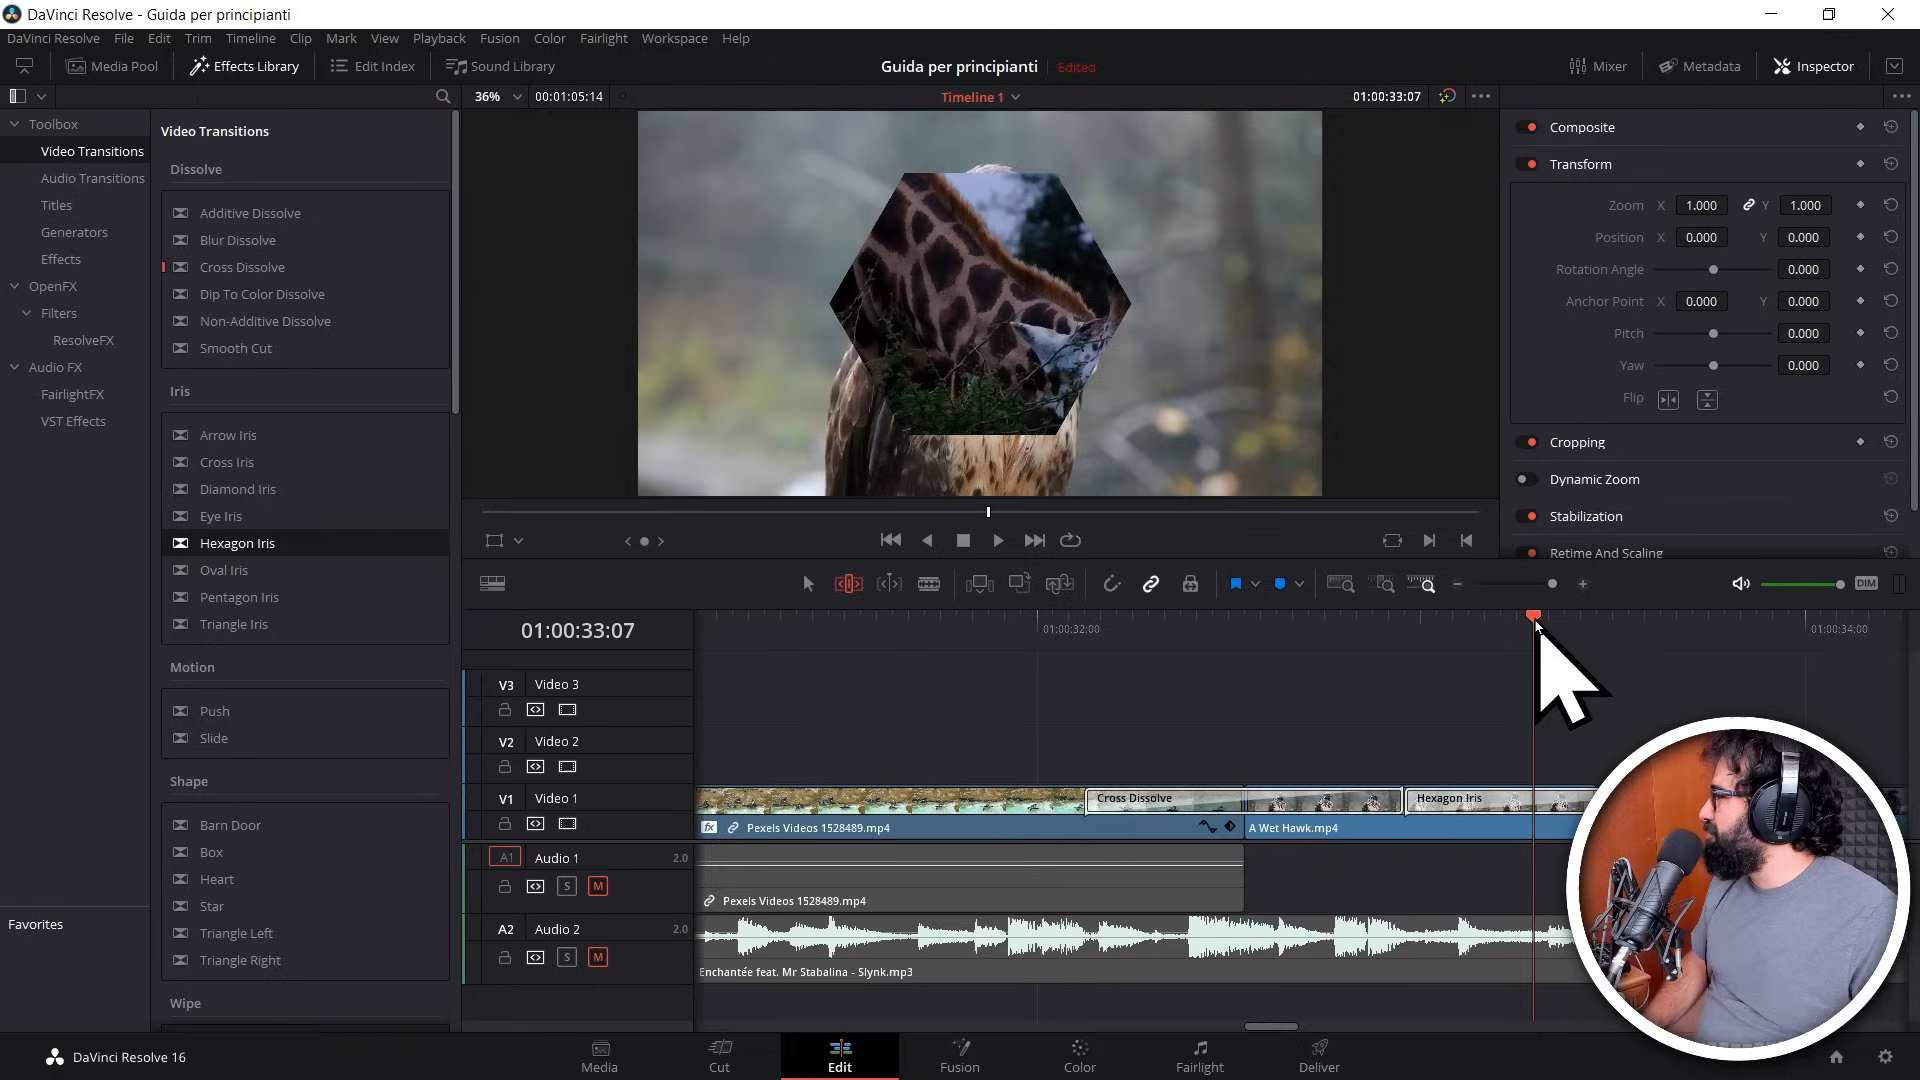 DaVinci Resolve - Guida per principianti
DaVinci Resolve File Edit Trim Timeline Clip Mark View Playback Fusion Color Fairlight Workspace Help
Media Pool Effects Library Edit Index Sound Library Guida per principianti Edited Mixer Metadata Inspector
36% 00:01:05:14 Timeline 1 01:00:33:07
Toolbox
Video Transitions
Audio Transitions
Titles
Generators
Effects
OpenFX
Filters
ResolveFX
Audio FX
FairlightFX
VST Effects
Favorites
Video Transitions
Dissolve
Additive Dissolve
Blur Dissolve
Cross Dissolve
Dip To Color Dissolve
Non-Additive Dissolve
Smooth Cut
Iris
Arrow Iris
Cross Iris
Diamond Iris
Eye Iris
Hexagon Iris
Oval Iris
Pentagon Iris
Triangle Iris
Motion
Push
Slide
Shape
Barn Door
Box
Heart
Star
Triangle Left
Triangle Right
Wipe
Composite
Transform
Zoom X 1.000 Y 1.000
Position X 0.000 Y 0.000
Rotation Angle 0.000
Anchor Point X 0.000 Y 0.000
Pitch 0.000
Yaw 0.000
Flip
Cropping
Dynamic Zoom
Stabilization
Retime And Scaling
DIM
01:00:33:07 01:00:32:00 01:00:34:00
V3 Video 3
V2 Video 2
V1 Video 1 Cross Dissolve Hexagon Iris
fx Pexels Videos 1528489.mp4 A Wet Hawk.mp4
A1 Audio 1 2.0
S M
Pexels Videos 1528489.mp4
A2 Audio 2 2.0
S M
Enchantée feat. Mr Stabalina - Slynk.mp3
DaVinci Resolve 16
Media Cut Edit Fusion Color Fairlight Deliver